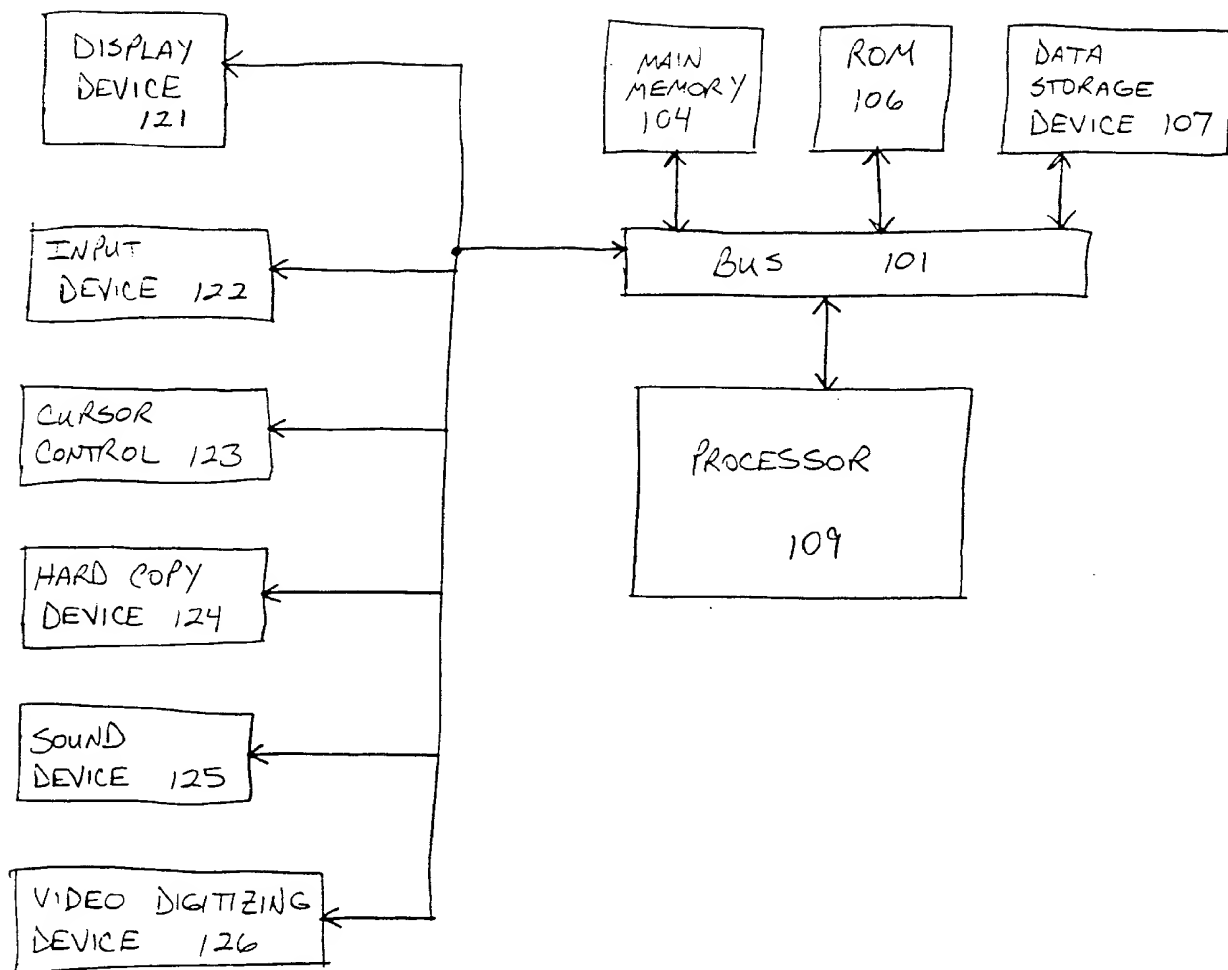 DISPLAY
DEVICE
121
MAIN
MEMORY
104
ROM
106
DATA
STORAGE
DEVICE 107
INPUT
DEVICE 122
BUS 101
CURSOR
CONTROL 123
PROCESSOR
109
HARD COPY
DEVICE 124
SOUND
DEVICE 125
VIDEO DIGITIZING
DEVICE 126